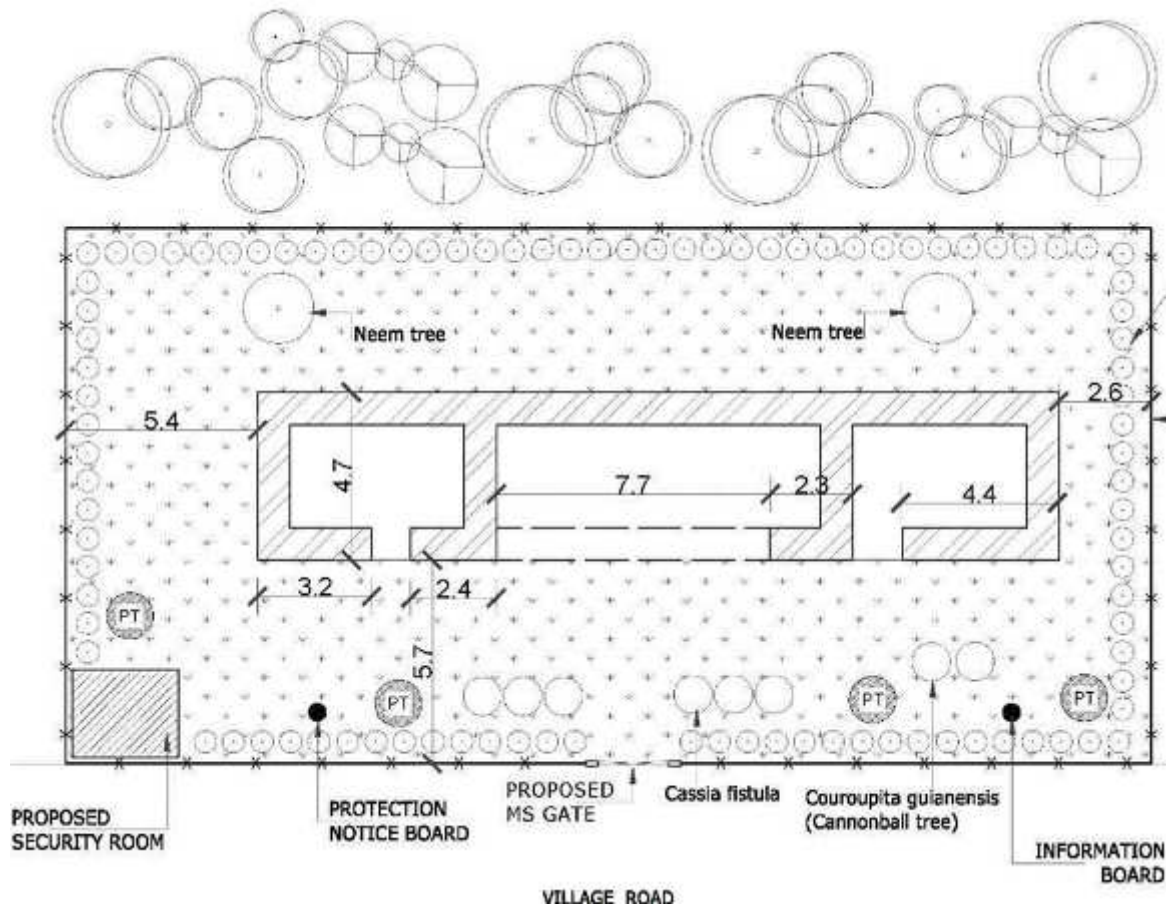 Neem tree
Neem tree
2.6
5.4
4.7
7.7
2.3
4.4
3.2
2.4
PT
5.7
PT
PT
PT
PROPOSED
SECURITY ROOM
PROTECTION
NOTICE BOARD
PROPOSED
MS GATE
Cassia fistula
Couroupita guianensis
(Cannonball tree)
INFORMATION
BOARD
VILLAGE ROAD